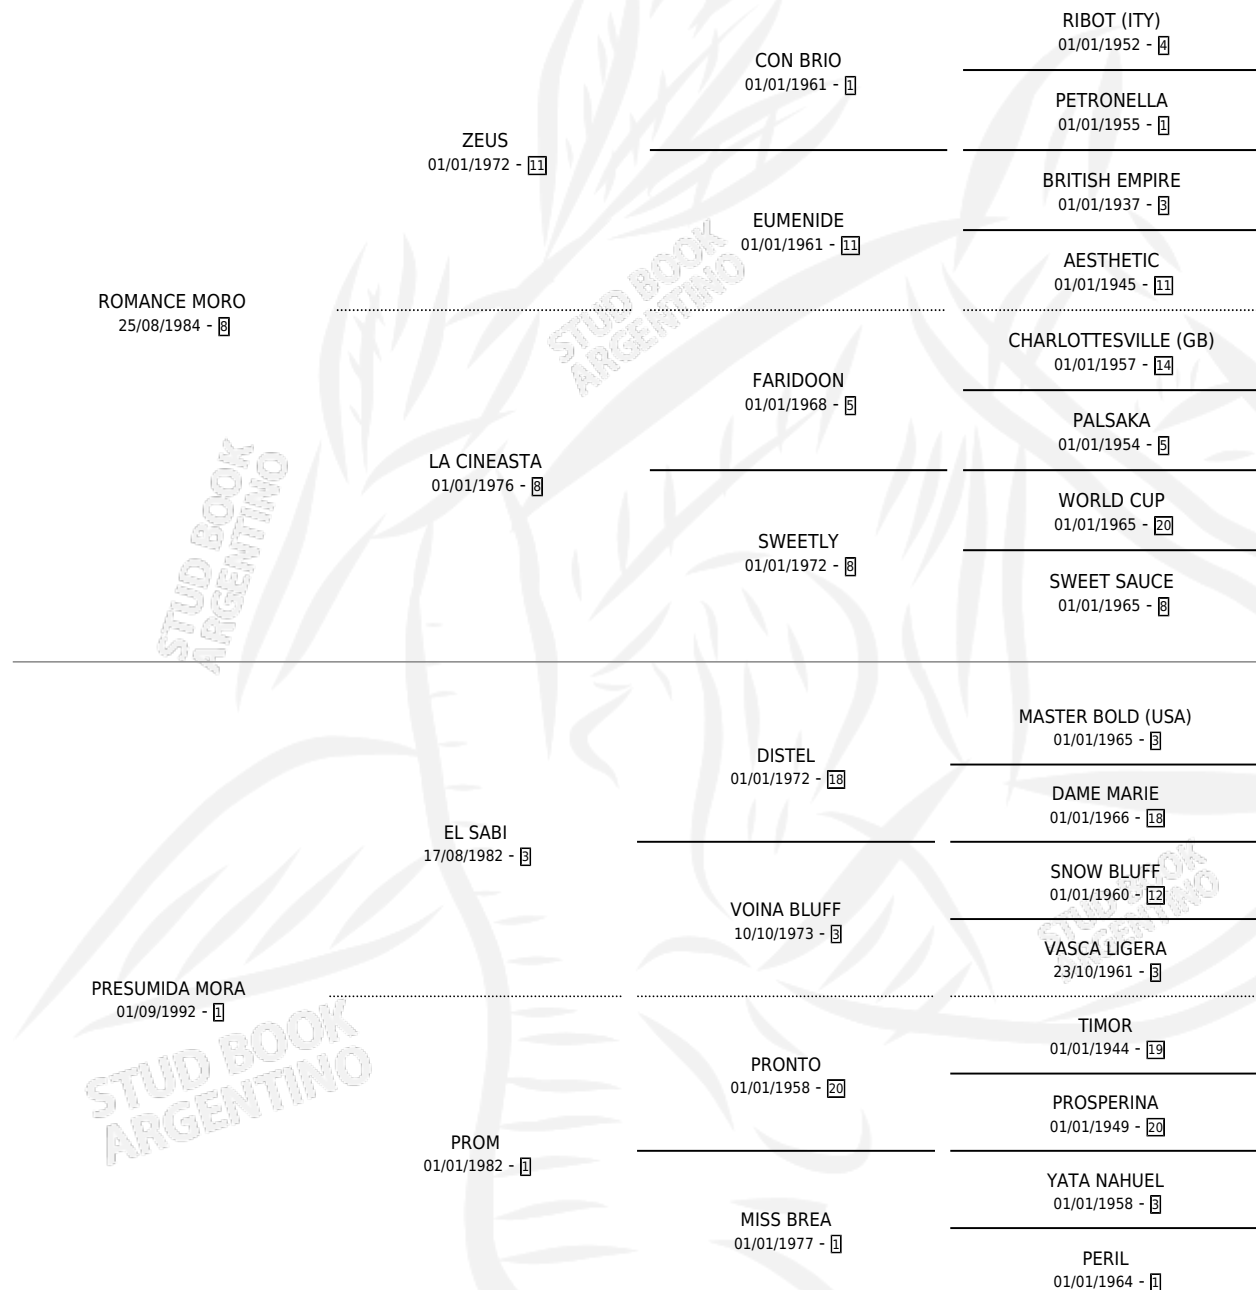 RIBOT (ITY)
01/01/1952 - 4
CON BRIO
01/01/1961 - 1
PETRONELLA
01/01/1955 - 1
ZEUS
01/01/1972 - 11
BRITISH EMPIRE
01/01/1937 - 3
EUMENIDE
01/01/1961 - 11
AESTHETIC
01/01/1945 - 11
ROMANCE MORO
25/08/1984 - 8
CHARLOTTESVILLE (GB)
01/01/1957 - 14
FARIDOON
01/01/1968 - 5
PALSAKA
01/01/1954 - 5
LA CINEASTA
01/01/1976 - 8
WORLD CUP
01/01/1965 - 20
SWEETLY
01/01/1972 - 8
SWEET SAUCE
01/01/1965 - 8
MASTER BOLD (USA)
01/01/1965 - 3
DISTEL
01/01/1972 - 18
DAME MARIE
01/01/1966 - 18
EL SABI
17/08/1982 - 3
SNOW BLUFF
01/01/1960 - 12
VOINA BLUFF
10/10/1973 - 3
VASCA LIGERA
23/10/1961 - 3
PRESUMIDA MORA
01/09/1992 - 1
TIMOR
01/01/1944 - 19
PRONTO
01/01/1958 - 20
PROSPERINA
01/01/1949 - 20
PROM
01/01/1982 - 1
YATA NAHUEL
01/01/1958 - 3
MISS BREA
01/01/1977 - 1
PERIL
01/01/1964 - 1
STUD BOOK
ARGENTINO
STUD BOOK
ARGENTINO
STUD BOOK
ARGENTINO
STUD BOOK
ARGENTINO